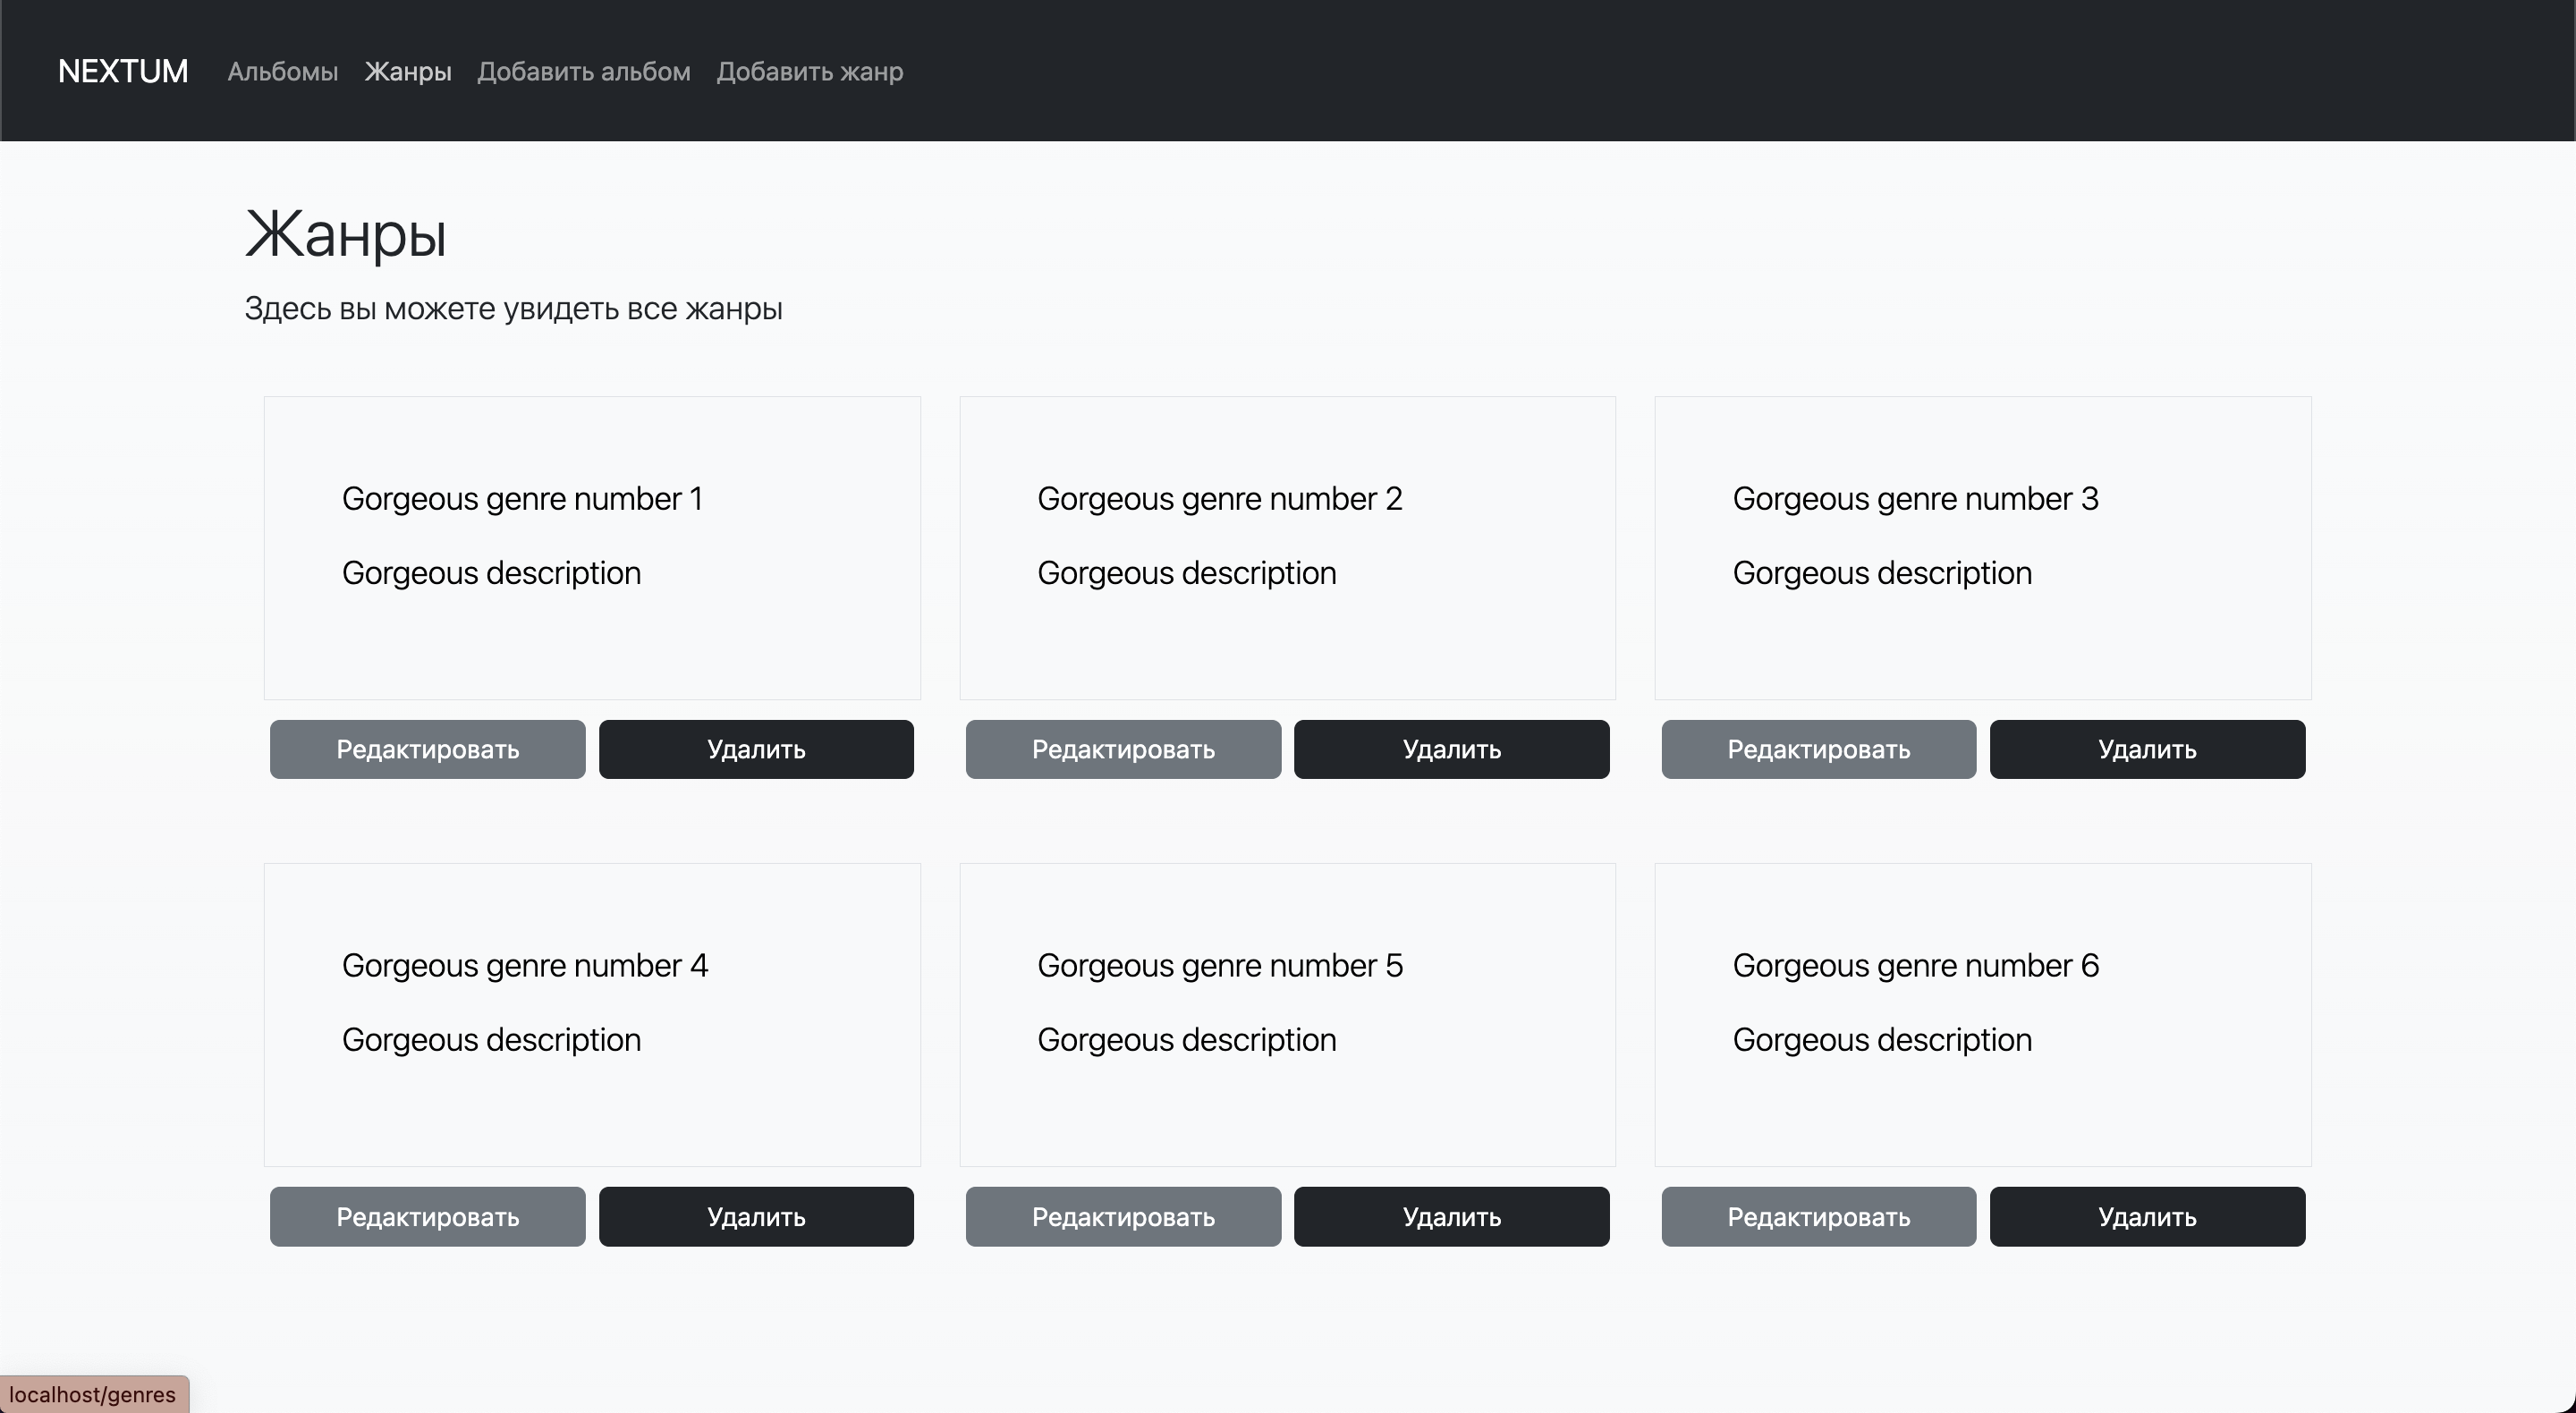 NEXTUM Альбомы Жанры Добавить альбом Добавить жанр
Жанры
Здесь вы можете увидеть все жанры
Gorgeous genre number 1
Gorgeous description
Редактировать Удалить
Gorgeous genre number 2
Gorgeous description
Редактировать Удалить
Gorgeous genre number 3
Gorgeous description
Редактировать Удалить
Gorgeous genre number 4
Gorgeous description
Редактировать Удалить
Gorgeous genre number 5
Gorgeous description
Редактировать Удалить
Gorgeous genre number 6
Gorgeous description
Редактировать Удалить
localhost/genres